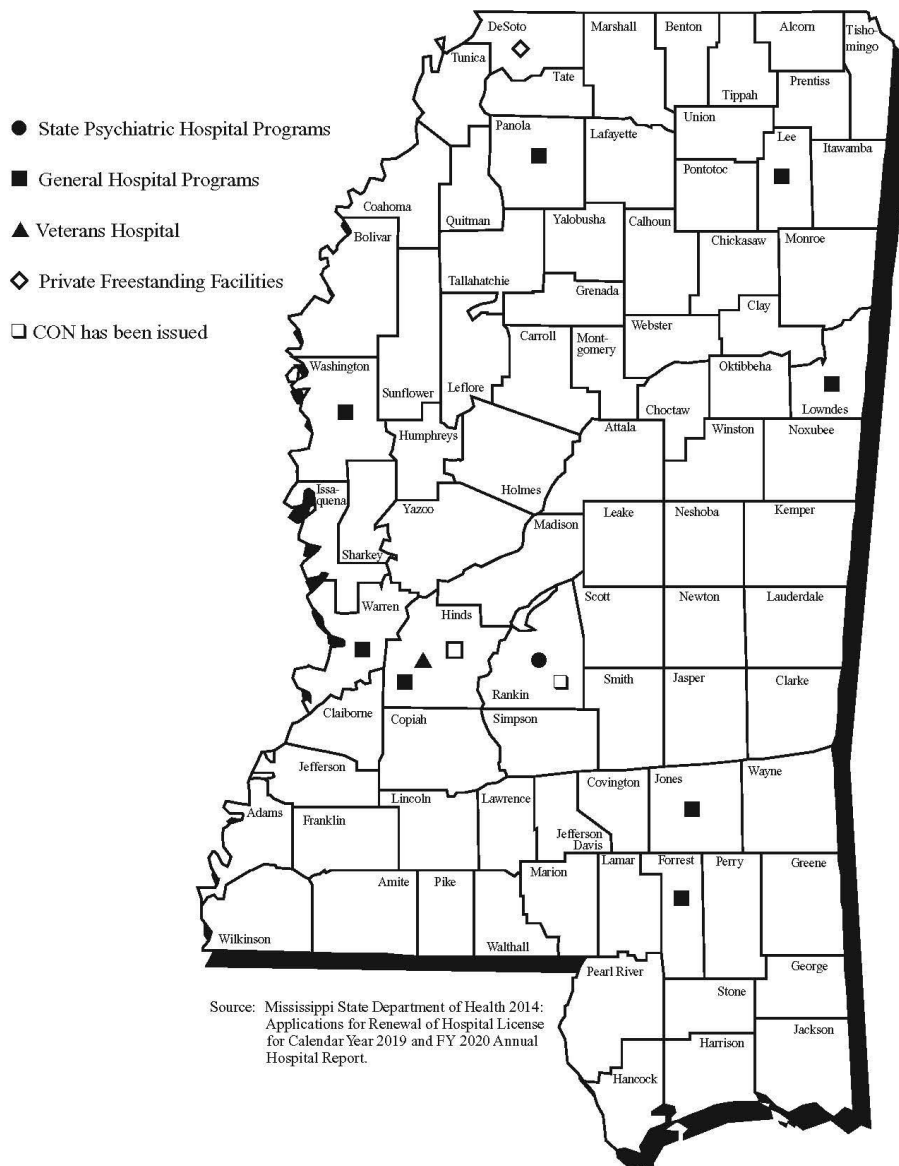 DeSoto
Marshall
Benton
Alcorn
Tisho-
mingo
Tunica
Tate
Tippah
Prentiss
State Psychiatric Hospital Programs
Panola
Lafayette
Union
Lee
Itawamba
General Hospital Programs
Pontotoc
Coahoma
Quitman
Yalobusha
Calhoun
Veterans Hospital
Bolivar
Chickasaw
Monroe
Private Freestanding Facilities
Tallahatchie
Grenada
Clay
CON has been issued
Carroll
Mont-
gomery
Webster
Washington
Sunflower
Leflore
Oktibbeha
Choctaw
Lowndes
Humphreys
Attala
Winston
Noxubee
Issa-
quena
Holmes
Yazoo
Madison
Leake
Neshoba
Kemper
Sharkey
Warren
Hinds
Scott
Newton
Lauderdale
Rankin
Smith
Jasper
Clarke
Claiborne
Copiah
Simpson
Jefferson
Covington
Jones
Wayne
Adams
Lincoln
Lawrence
Franklin
Jefferson
Davis
Marion
Lamar
Forrest
Perry
Greene
Amite
Pike
Wilkinson
Walthall
Pearl River
George
Stone
Jackson
Harrison
Hancock
Source: Mississippi State Department of Health 2014:
Applications for Renewal of Hospital License
for Calendar Year 2019 and FY 2020 Annual
Hospital Report.